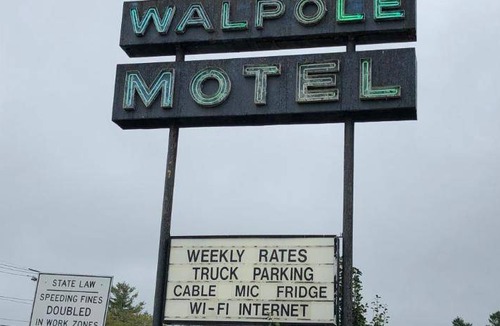 WALPOLE
MOTEL
WEEKLY RATES
TRUCK PARKING
CABLE MIC FRIDGE
WI-FI INTERNET
STATE LAW
SPEEDING FINES
DOUBLED
IN WORK ZONES